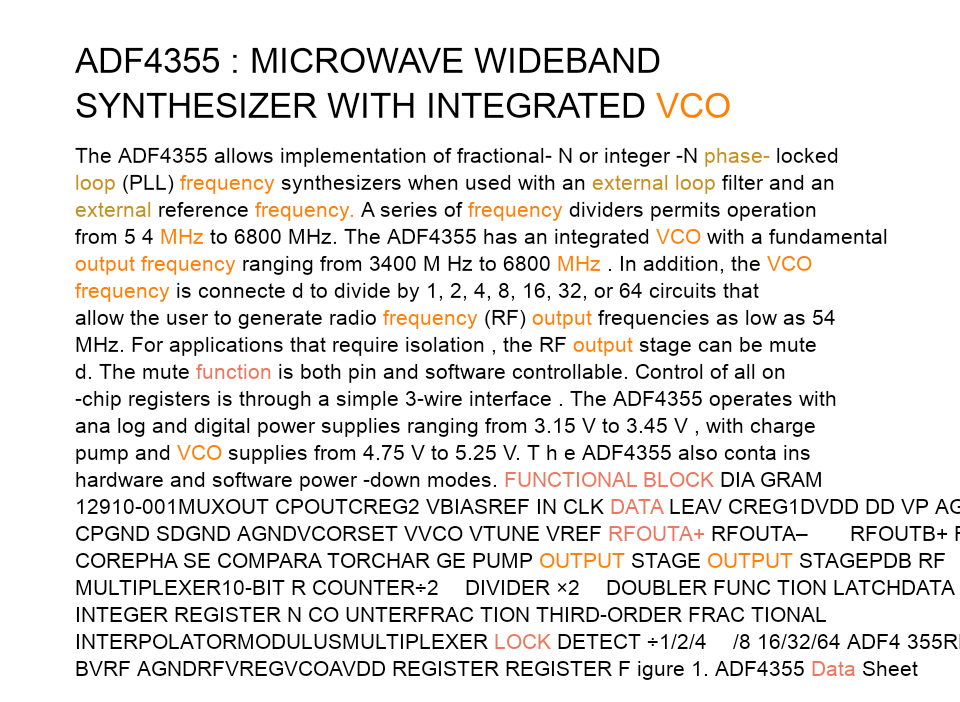 ADF4355 : MICROWAVE WIDEBAND
SYNTHESIZER WITH INTEGRATED VCO
The ADF4355 allows implementation of fractional- N or integer -N phase- locked
loop (PLL) frequency synthesizers when used with an external loop filter and an
external reference frequency. A series of frequency dividers permits operation
from 5 4 MHz to 6800 MHz. The ADF4355 has an integrated VCO with a fundamental
output frequency ranging from 3400 M Hz to 6800 MHz . In addition, the VCO
frequency is connecte d to divide by 1, 2, 4, 8, 16, 32, or 64 circuits that
allow the user to generate radio frequency (RF) output frequencies as low as 54
MHz. For applications that require isolation , the RF output stage can be mute
d. The mute function is both pin and software controllable. Control of all on
-chip registers is through a simple 3-wire interface . The ADF4355 operates with
ana log and digital power supplies ranging from 3.15 V to 3.45 V , with charge
pump and VCO supplies from 4.75 V to 5.25 V. T h e ADF4355 also conta ins
hardware and software power -down modes. FUNCTIONAL BLOCK DIA GRAM
12910-001MUXOUT CPOUTCREG2 VBIASREF IN CLK DATA LEAV CREG1DVDD DD VP AG
CPGND SDGND AGNDVCORSET VVCO VTUNE VREF RFOUTA+ RFOUTA– RFOUTB+
COREPHA SE COMPARA TORCHAR GE PUMP OUTPUT STAGE OUTPUT STAGEPDB RF
MULTIPLEXER10-BIT R COUNTER÷2 DIVIDER ×2 DOUBLER FUNC TION LATCHDATA
INTEGER REGISTER N CO UNTERFRAC TION THIRD-ORDER FRAC TIONAL
INTERPOLATORMODULUSMULTIPLEXER LOCK DETECT ÷1/2/4 /8 16/32/64 ADF4 355R
BVRF AGNDRFVREGVCOAVDD REGISTER REGISTER F igure 1. ADF4355 Data Sheet